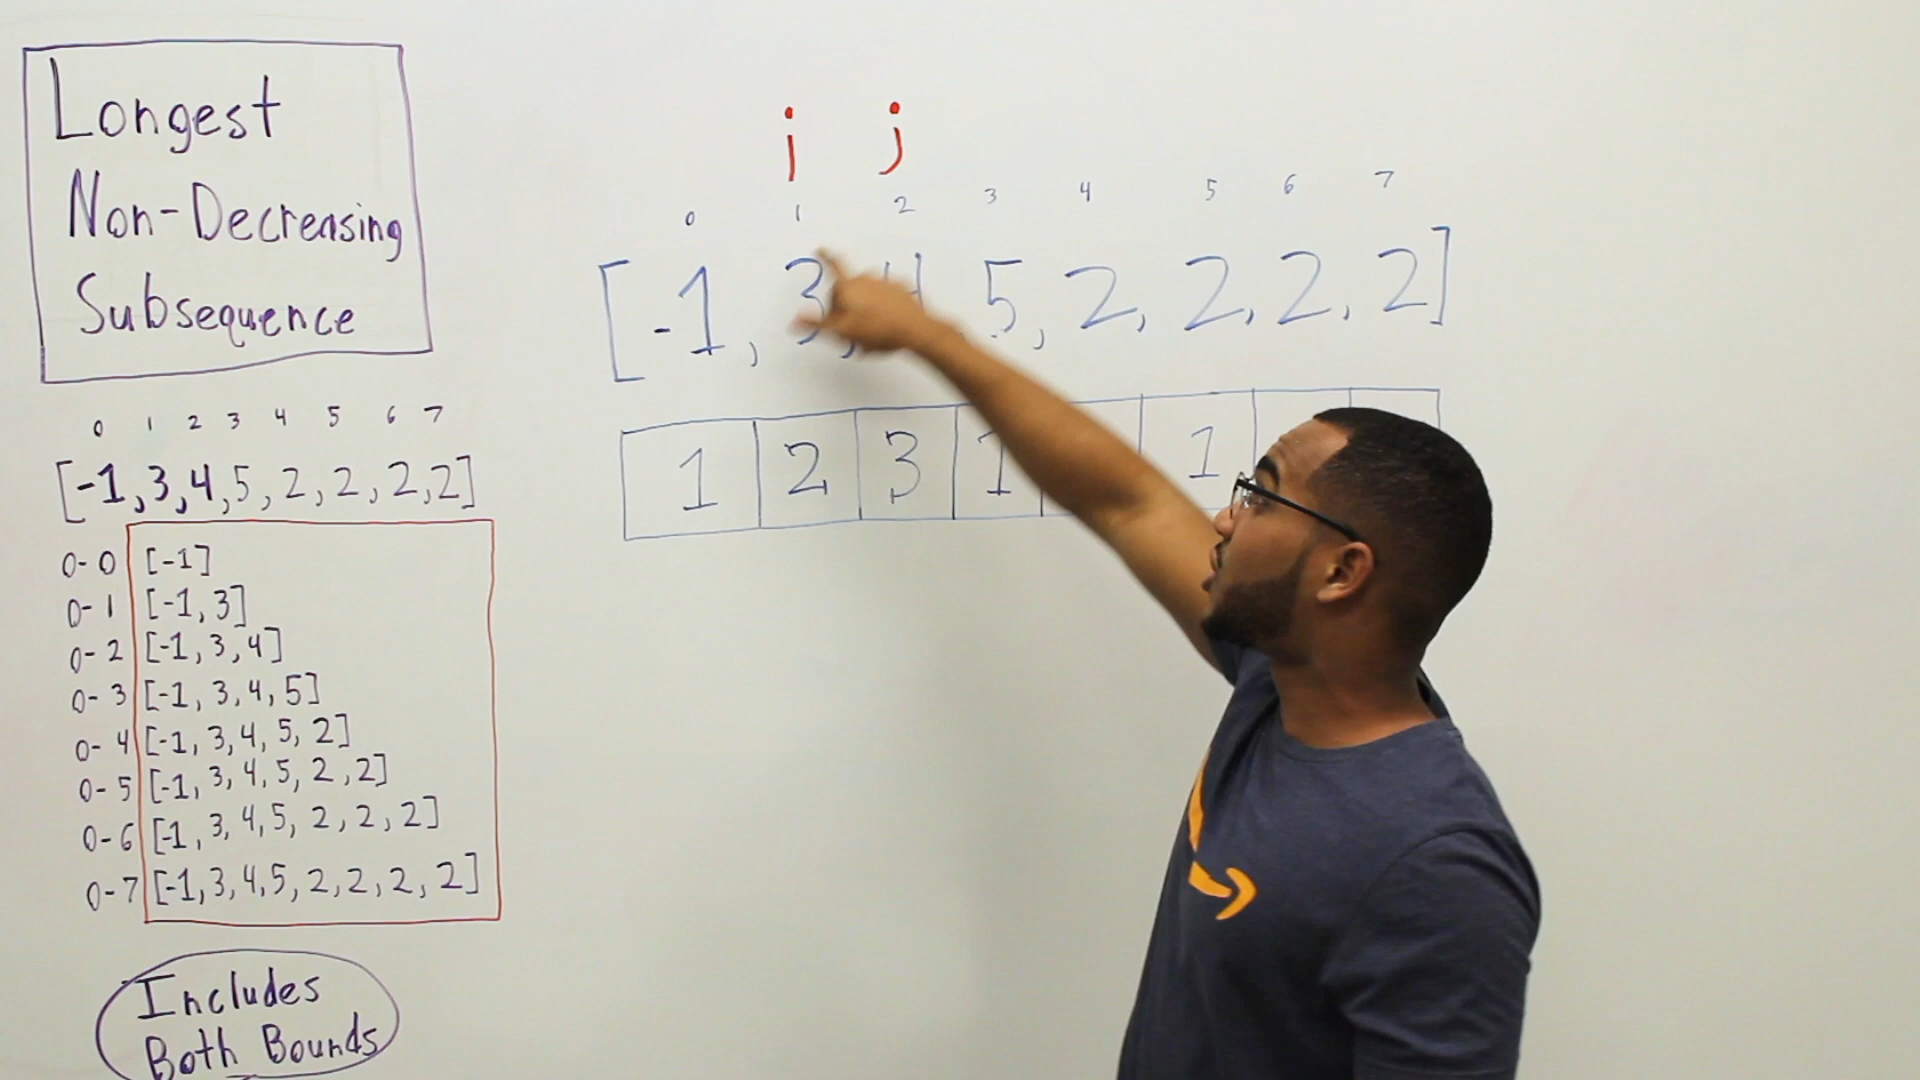 Longest
Non-Decreasing
Subsequence
0 1 2 3 4 5 6 7
[-1,3,4,5,2,2,2,2]
0-0 [-1]
0-1 [-1,3]
0-2 [-1,3,4]
0-3 [-1,3,4,5]
0-4 [-1,3,4,5,2]
0-5 [-1,3,4,5,2,2]
0-6 [-1,3,4,5,2,2,2]
0-7 [-1,3,4,5,2,2,2,2]
Includes
Both Bounds
i j
0 1 2 3 4 5 6 7
[-1, 3, 4, 5, 2, 2, 2, 2]
1 2 3 1 1